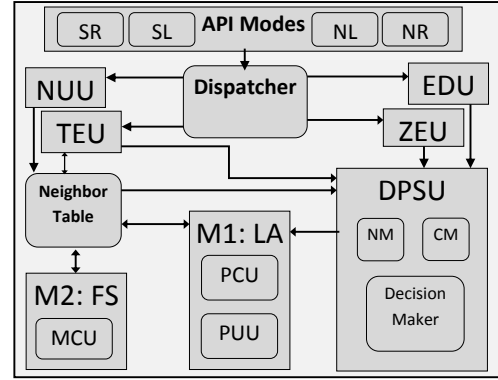 SR SL API Modes NL NR
NUU Dispatcher EDU
TEU ZEU
Neighbor
Table
DPSU
M1: LA NM CM
PCU
M2: FS
Decision
Maker
MCU PUU